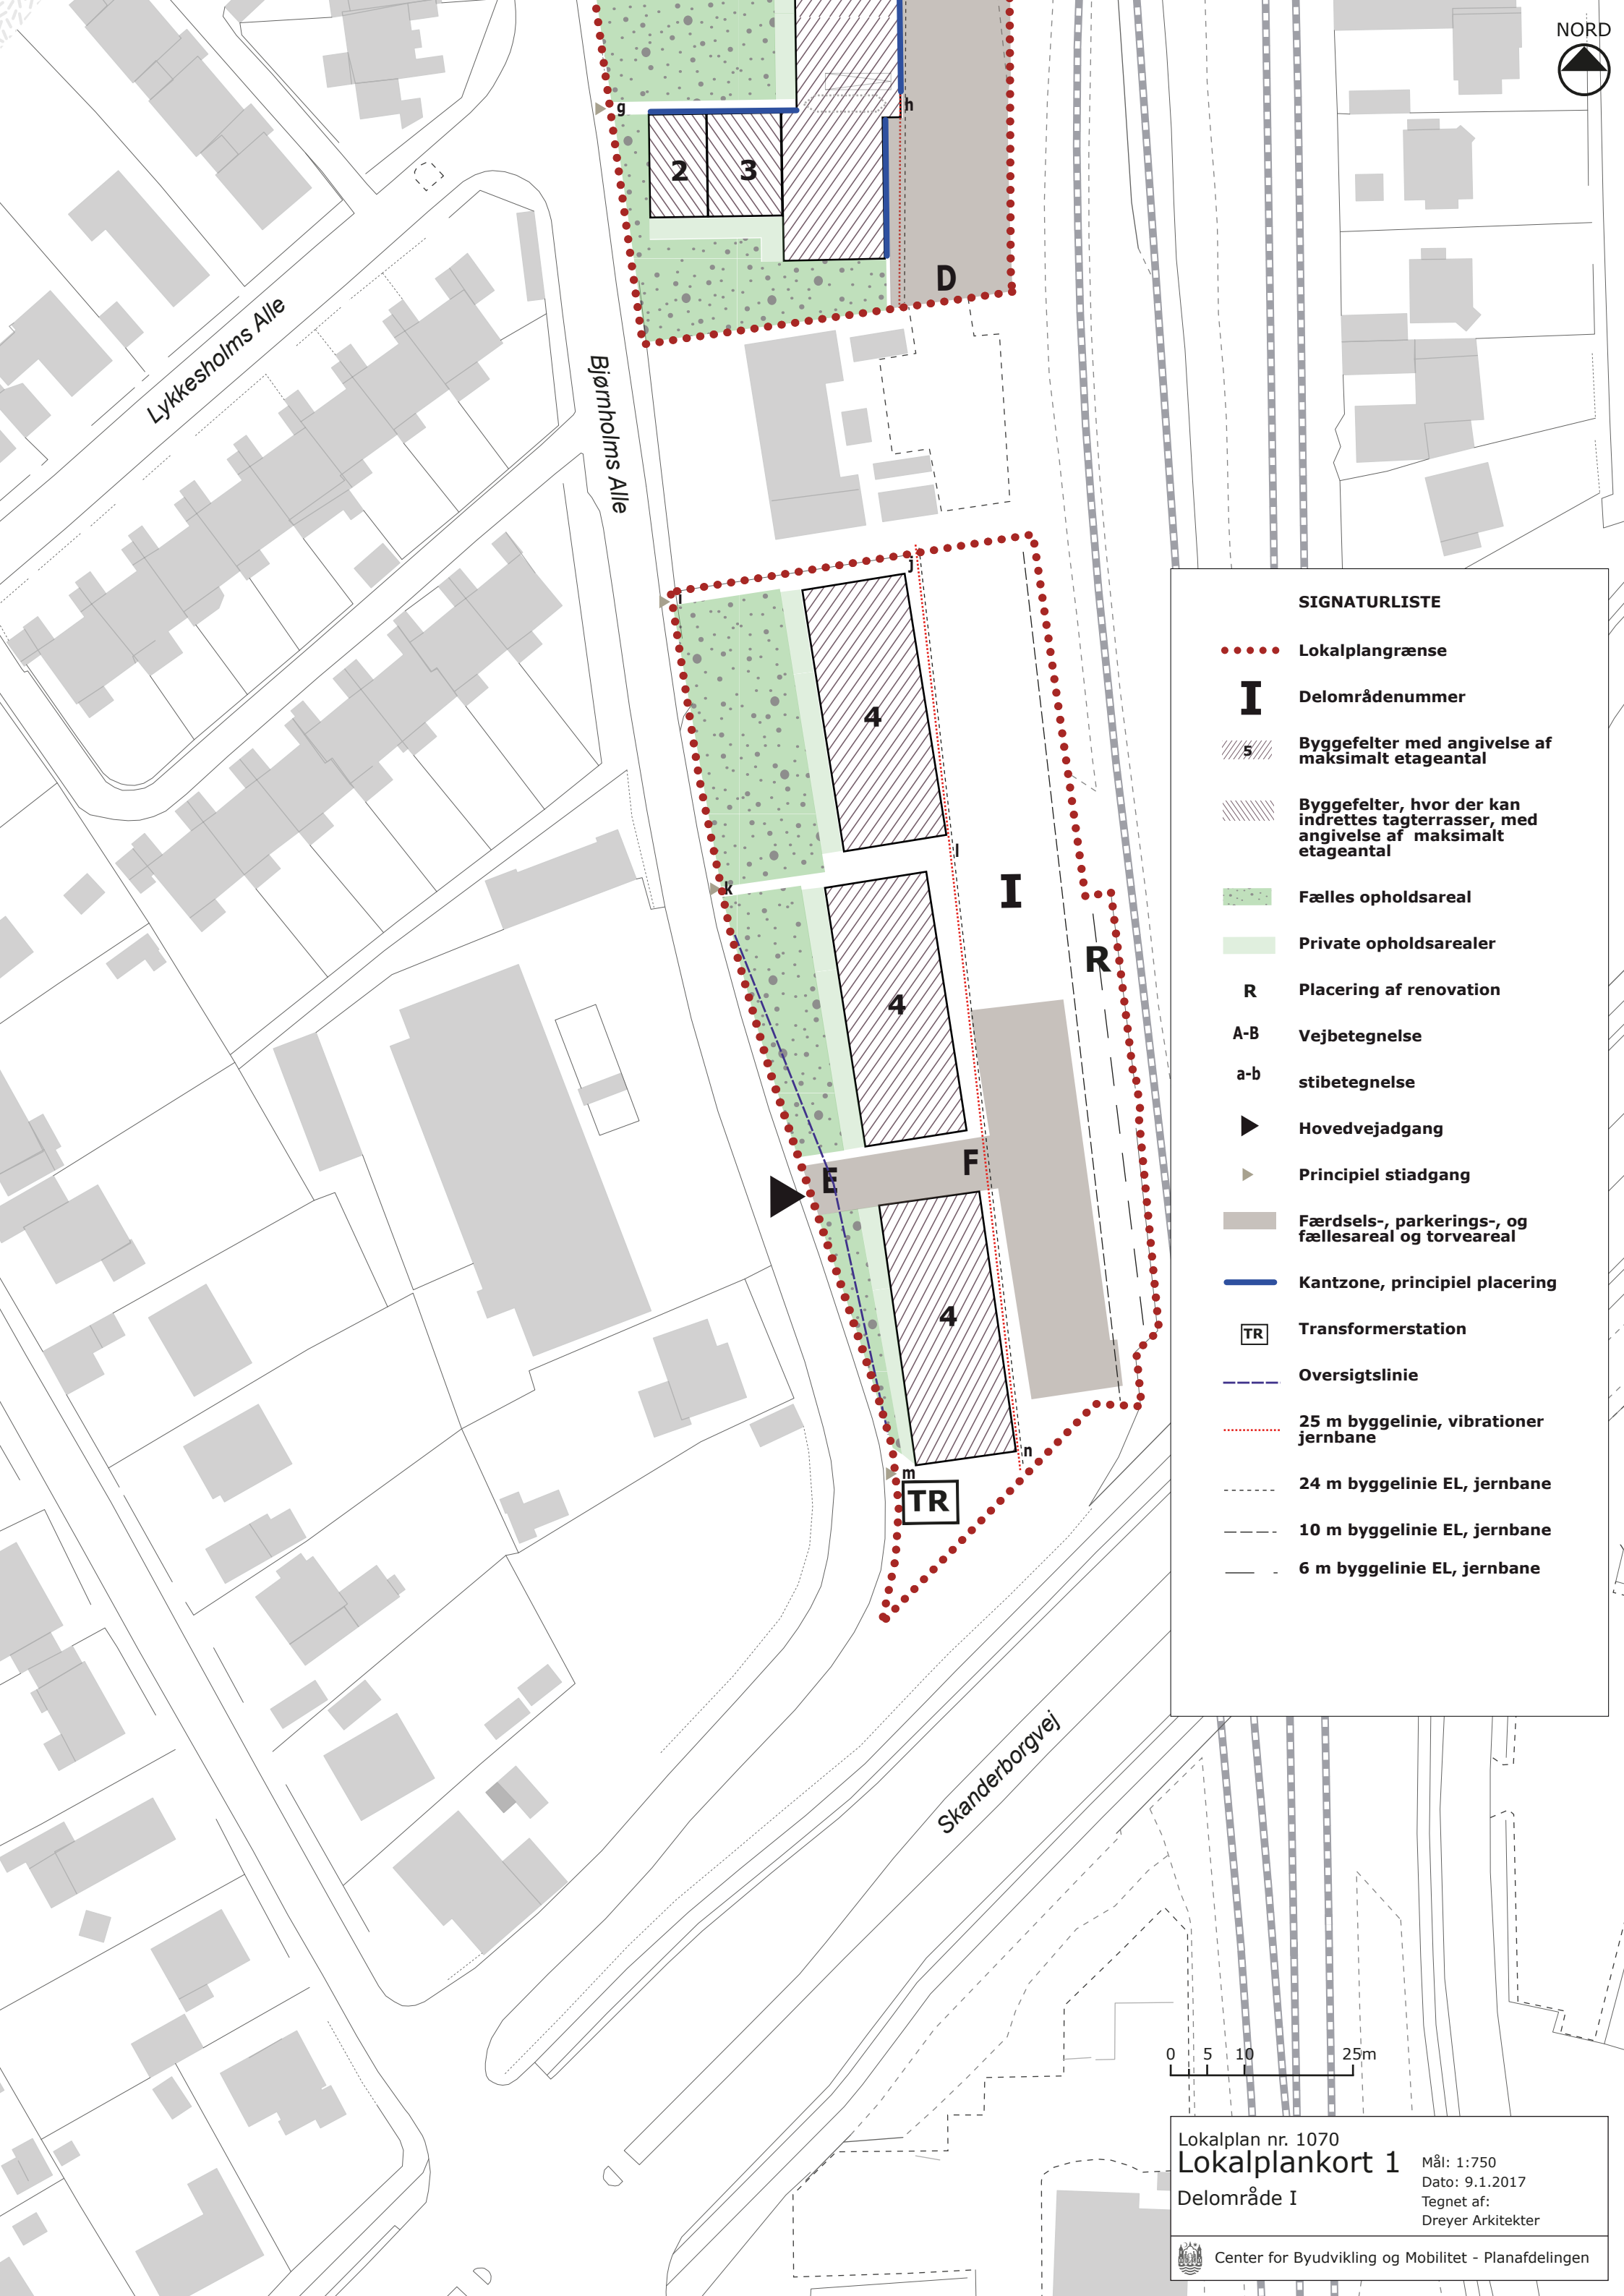 NORD
g
h
2
3
D
Lykkesholms Alle
Bjørnholms Alle
j
i
4
l
k
I
R
4
F
E
4
n
m
TR
Skanderborgvej
SIGNATURLISTE
Lokalplangrænse
I
Delområdenummer
5
Byggefelter med angivelse af
maksimalt etageantal
Byggefelter, hvor der kan
indrettes tagterrasser, med
angivelse af maksimalt
etageantal
Fælles opholdsareal
Private opholdsarealer
R
Placering af renovation
A-B
Vejbetegnelse
a-b
stibetegnelse
Hovedvejadgang
Principiel stiadgang
Færdsels-, parkerings-, og
fællesareal og torveareal
Kantzone, principiel placering
TR
Transformerstation
Oversigtslinie
25 m byggelinie, vibrationer
jernbane
24 m byggelinie EL, jernbane
10 m byggelinie EL, jernbane
6 m byggelinie EL, jernbane
0 5 10 25m
Lokalplan nr. 1070
Lokalplankort 1
Delområde I
Mål: 1:750
Dato: 9.1.2017
Tegnet af:
Dreyer Arkitekter
Center for Byudvikling og Mobilitet - Planafdelingen